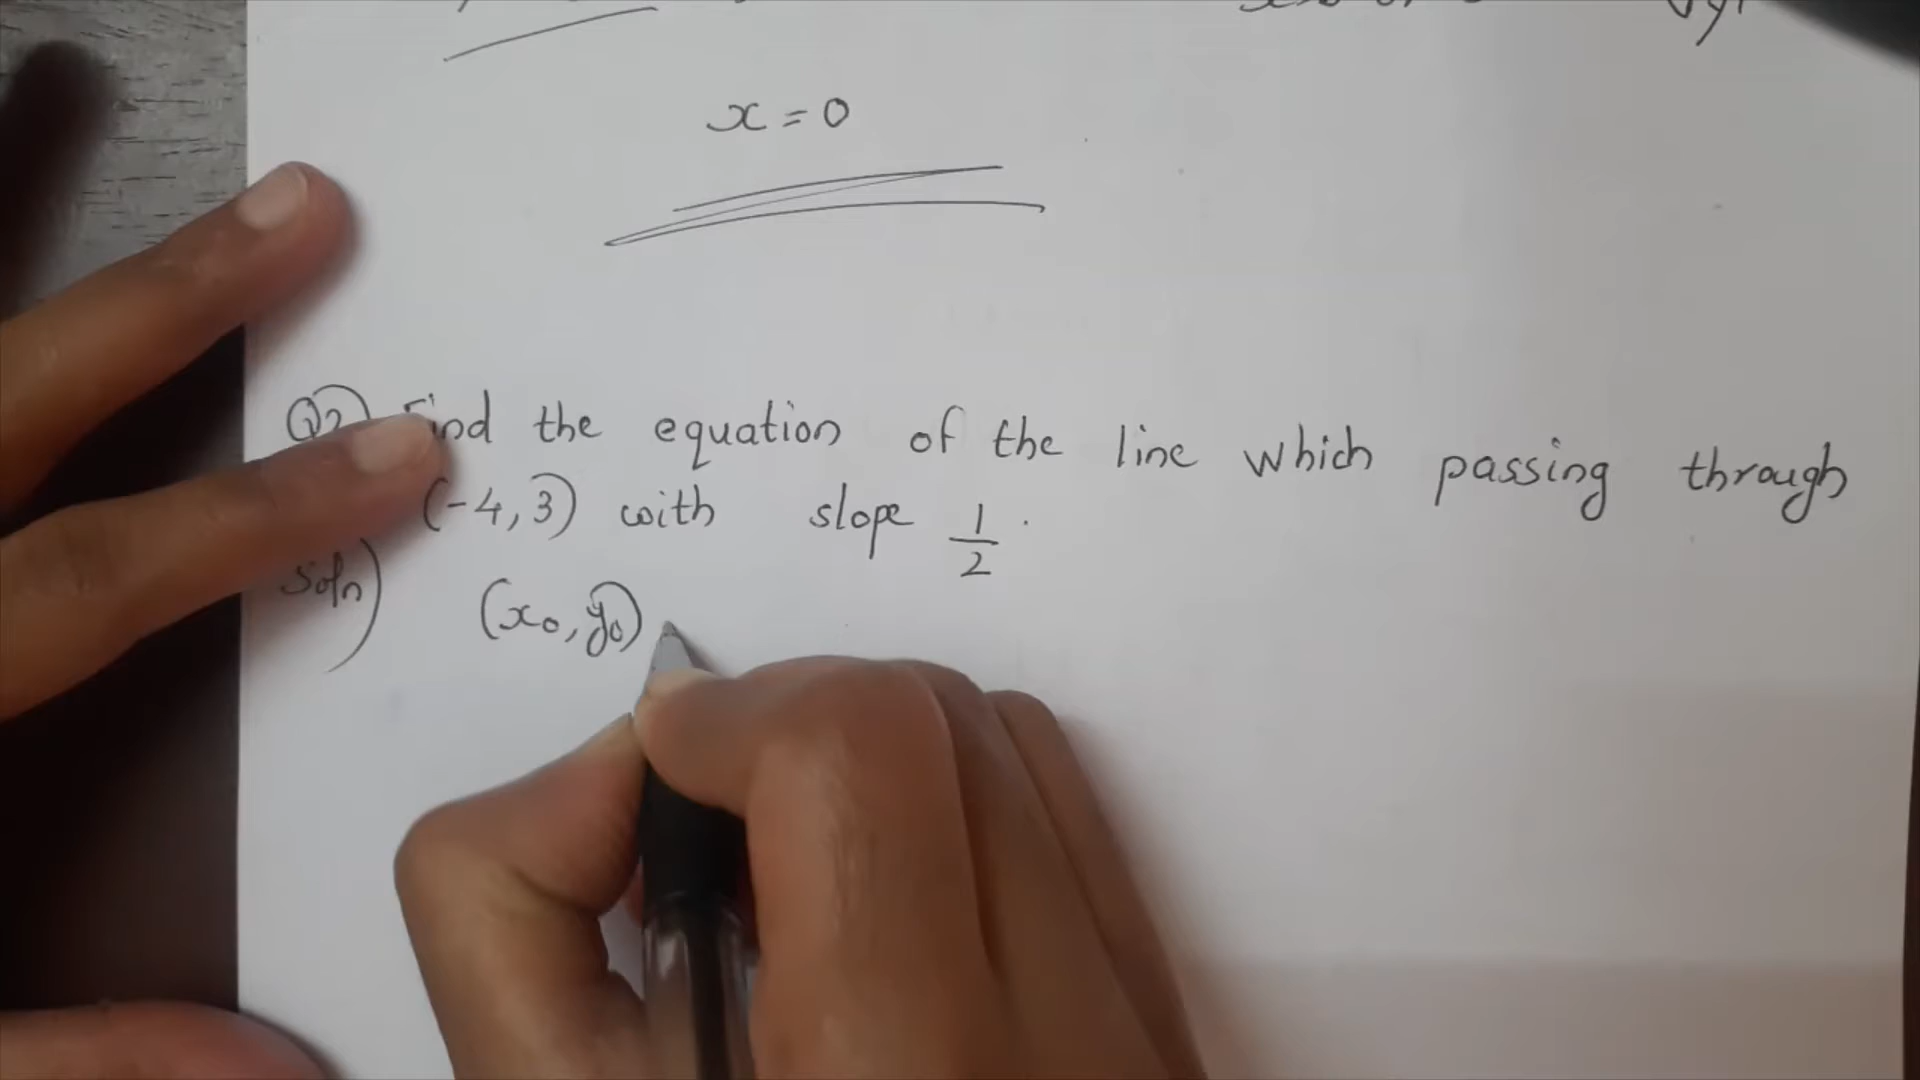 x = 0
Q2) Find the equation of the line which passing through
(-4, 3) with slope 1/2.
Soln) (x₀, y₀)